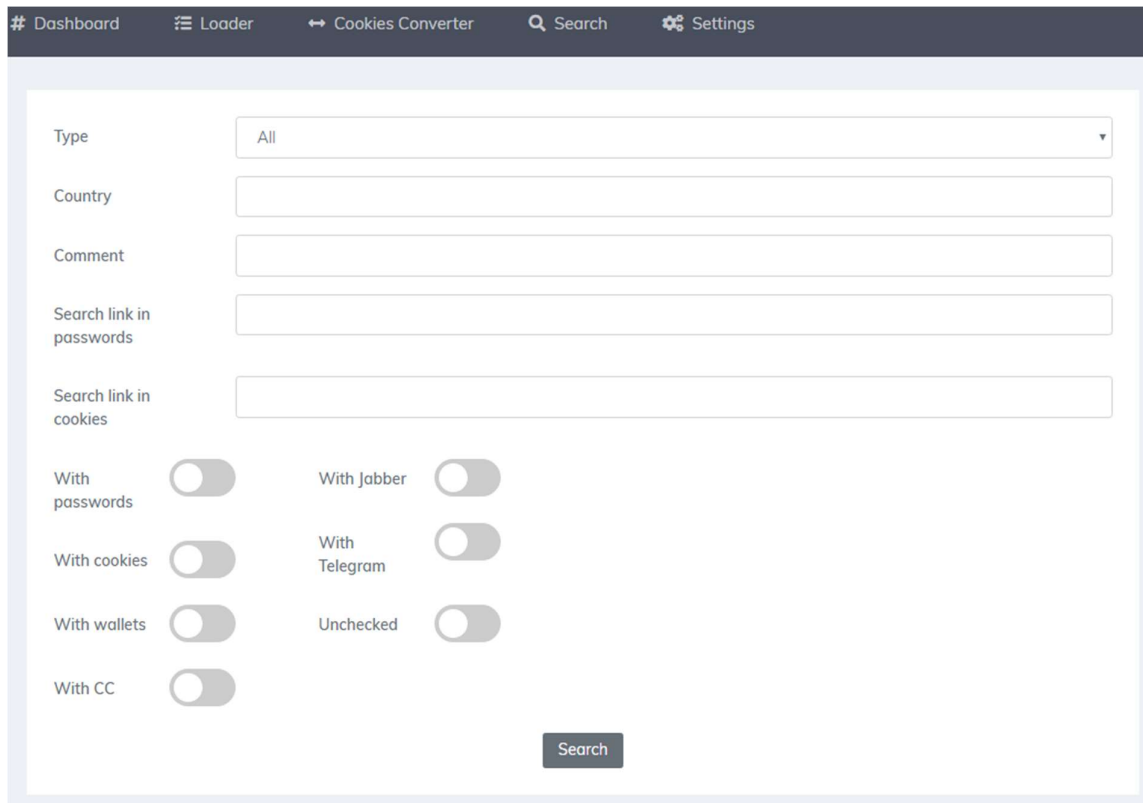 # Dashboard Loader Cookies Converter Search Settings
Type
All
Country
Comment
Search link in
passwords
Search link in
cookies
With
passwords
With Jabber
With cookies
With
Telegram
With wallets
Unchecked
With CC
Search